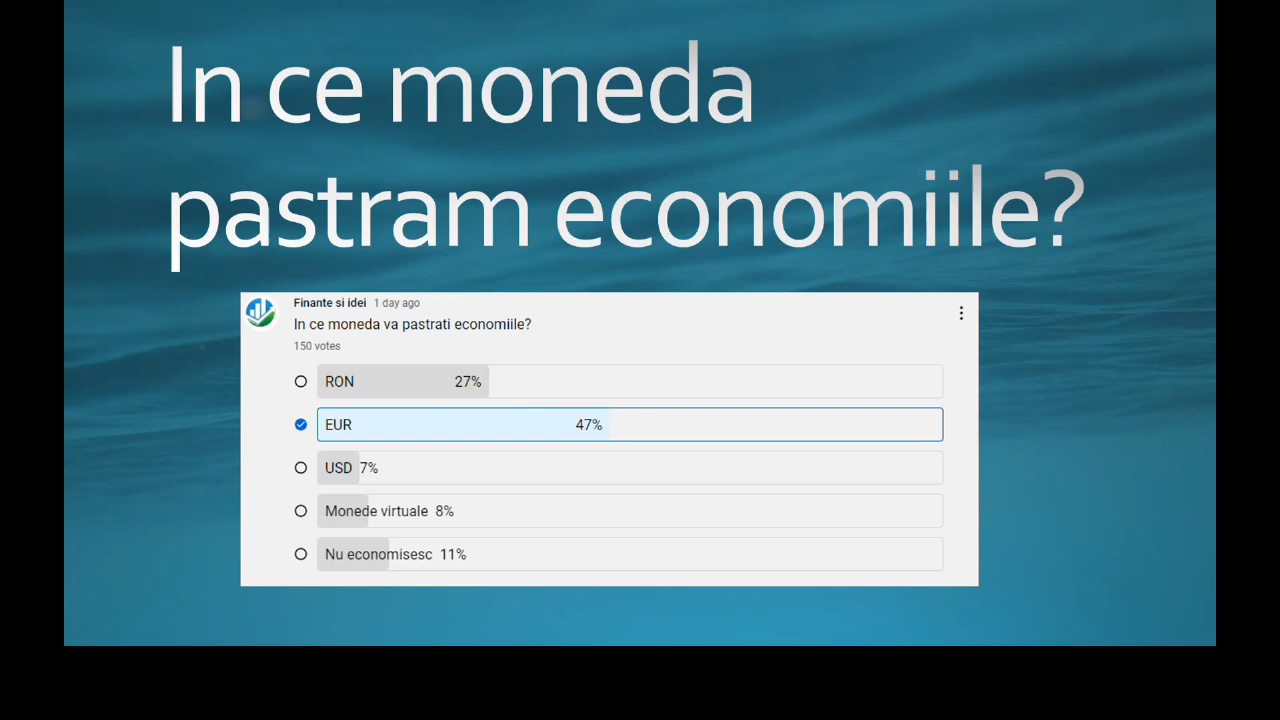 In ce moneda
pastram economiile?
Finante si idei 1 day ago
In ce moneda va pastrati economiile?
150 votes
RON 27%
EUR 47%
USD 7%
Monede virtuale 8%
Nu economisesc 11%